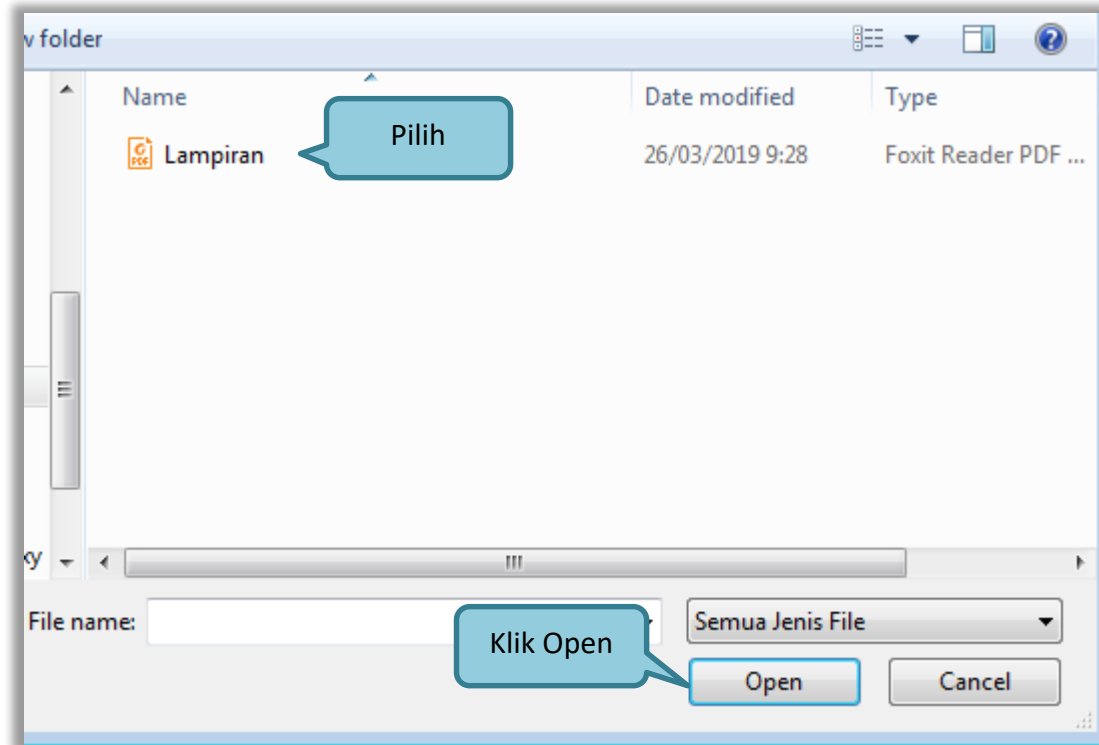 w folder
Name
Date modified
Type
Pilih
Lampiran
26/03/2019 9:28
Foxit Reader PDF ...
xy
File name:
Semua Jenis File
Klik Open
Open
Cancel